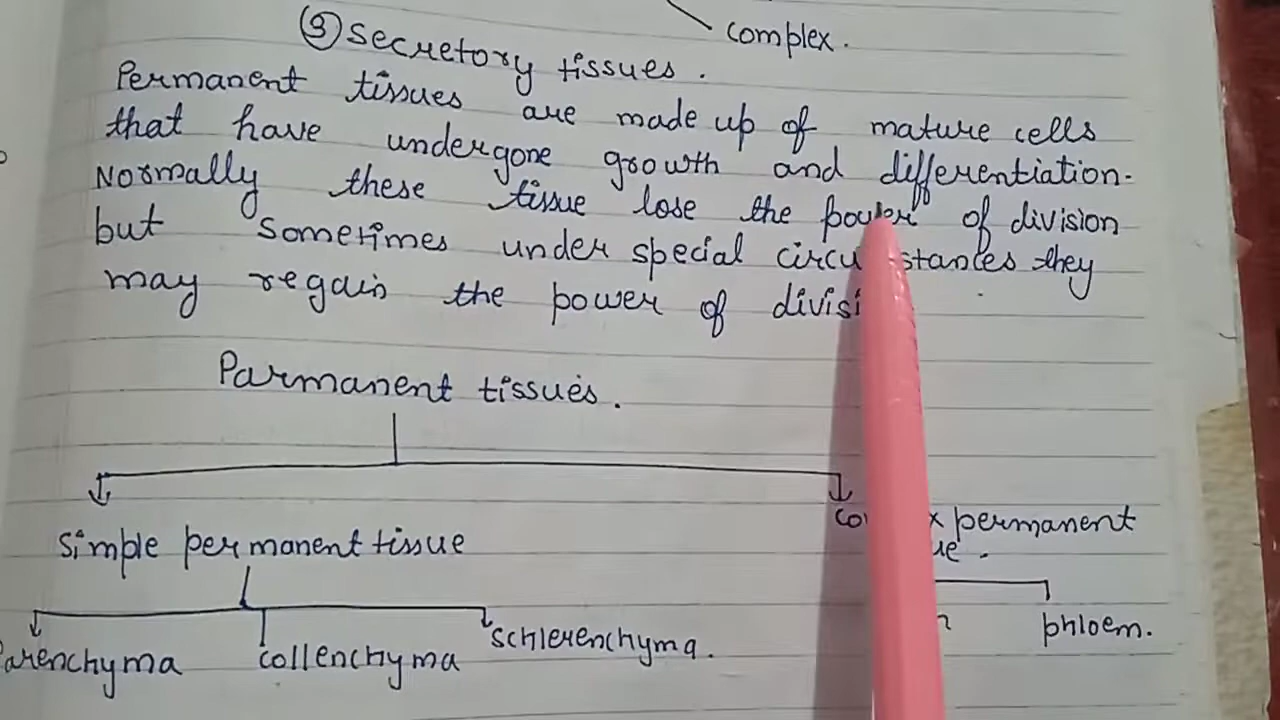 complex.
③ Secretory tissues.
Permanent tissues are made up of mature cells
that have undergone growth and differentiation.
Normally these tissue lose the power of division
but sometimes under special circu stances they
may regain the power of divisi
Parmanent tissues.
simple permanent tissue
co x permanent
ue.
arenchyma collenchyma schlerenchyma.
phloem.